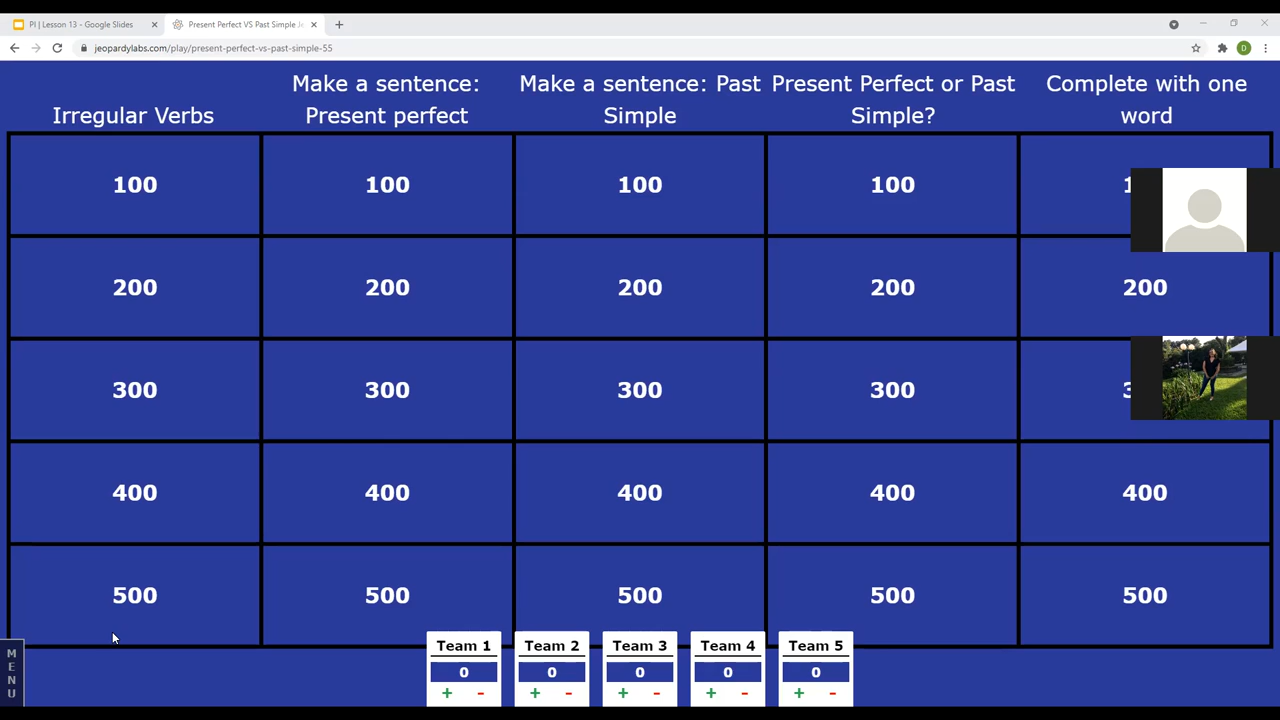 PI | Lesson 13 - Google Slides
Present Perfect VS Past Simple Je
jeopardylabs.com/play/present-perfect-vs-past-simple-55
D
Irregular Verbs
Make a sentence:
Present perfect
Make a sentence: Past
Simple
Present Perfect or Past
Simple?
Complete with one
word
100 100 100 100
200 200 200 200 200
300 300 300 300
400 400 400 400 400
500 500 500 500 500
MENU
Team 1 Team 2 Team 3 Team 4 Team 5
0 0 0 0 0
+ - + - + - + - + -